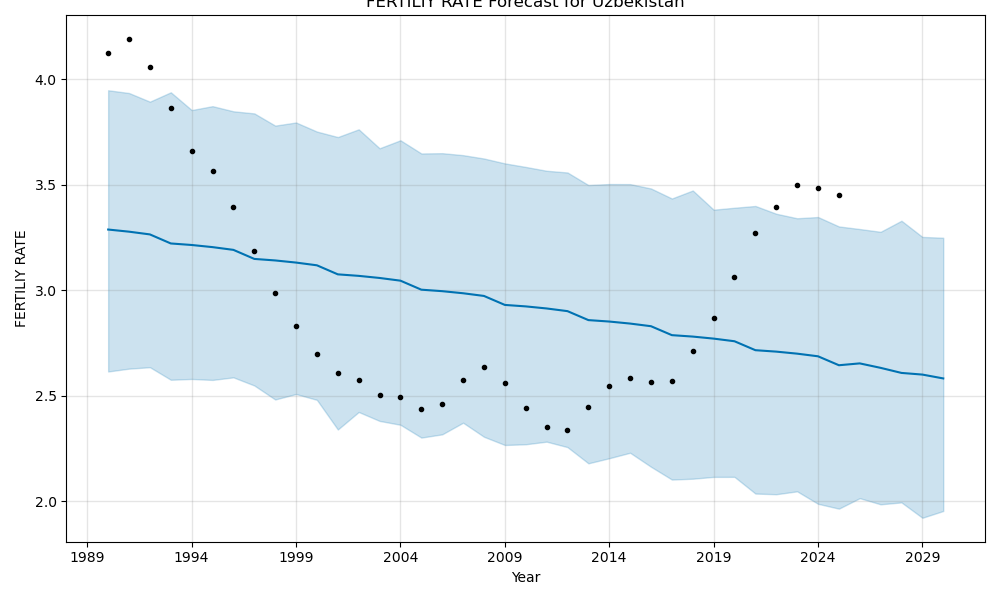 FERTILIY RATE Forecast for Uzbekistan
FERTILIY RATE
4.0
3.5
3.0
2.5
2.0
1989 1994 1999 2004 2009 2014 2019 2024 2029
Year